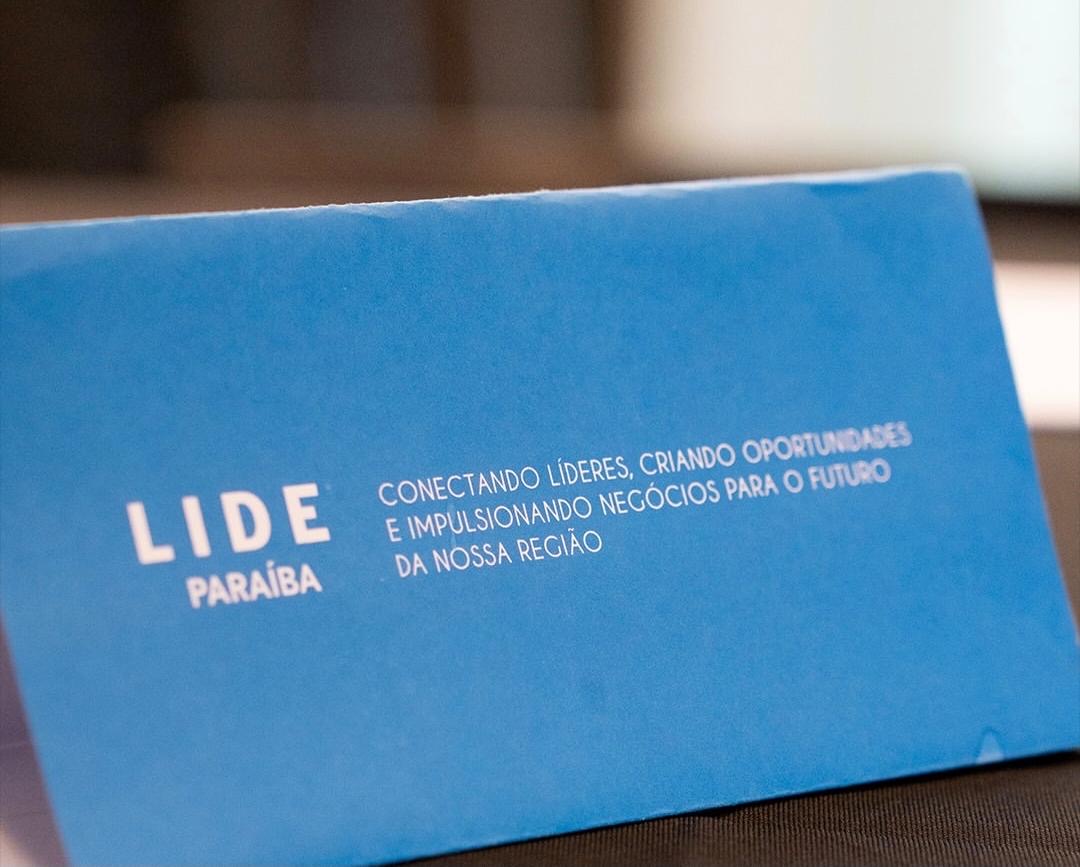 LIDE
PARAÍBA
CONECTANDO LÍDERES, CRIANDO OPORTUNIDADES
E IMPULSIONANDO NEGÓCIOS PARA O FUTURO
DA NOSSA REGIÃO